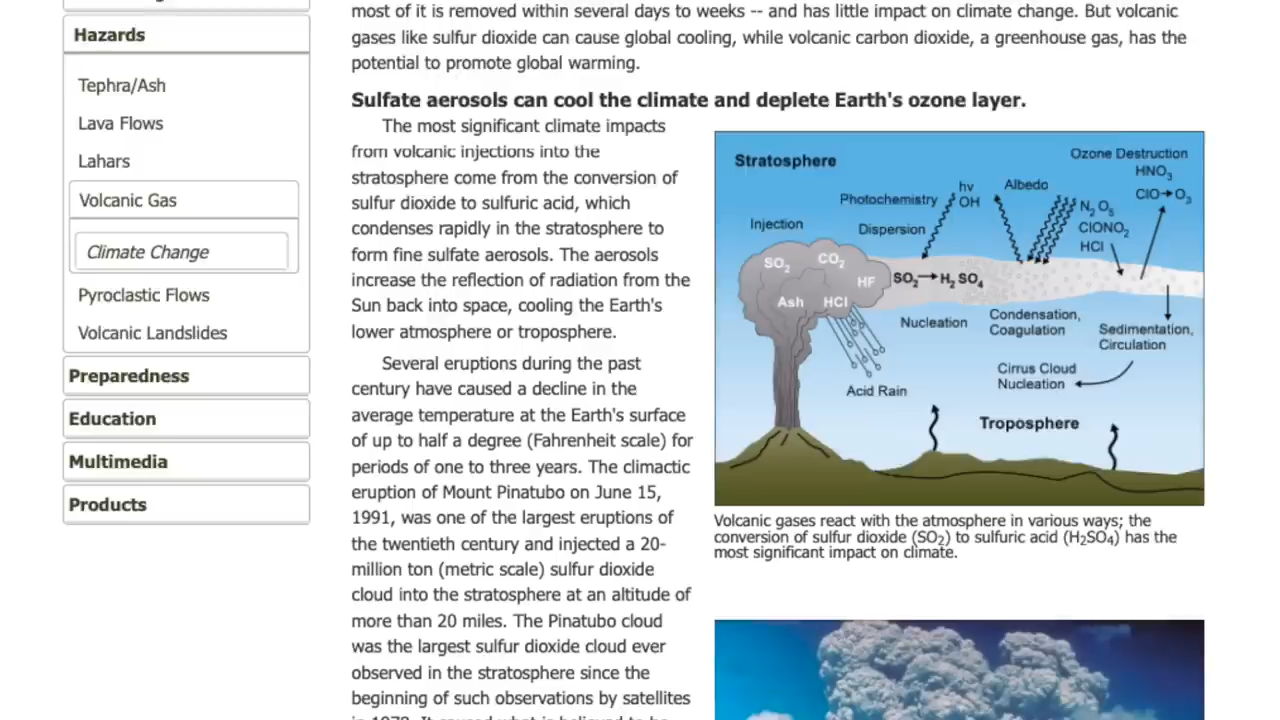 Hazards
Tephra/Ash
Lava Flows
Lahars
Volcanic Gas
Climate Change
Pyroclastic Flows
Volcanic Landslides
Preparedness
Education
Multimedia
Products
most of it is removed within several days to weeks -- and has little impact on climate change. But volcanic
gases like sulfur dioxide can cause global cooling, while volcanic carbon dioxide, a greenhouse gas, has the
potential to promote global warming.
Sulfate aerosols can cool the climate and deplete Earth's ozone layer.
The most significant climate impacts
from volcanic injections into the
stratosphere come from the conversion of
sulfur dioxide to sulfuric acid, which
condenses rapidly in the stratosphere to
form fine sulfate aerosols. The aerosols
increase the reflection of radiation from the
Sun back into space, cooling the Earth's
lower atmosphere or troposphere.
Several eruptions during the past
century have caused a decline in the
average temperature at the Earth's surface
of up to half a degree (Fahrenheit scale) for
periods of one to three years. The climactic
eruption of Mount Pinatubo on June 15,
1991, was one of the largest eruptions of
the twentieth century and injected a 20-
million ton (metric scale) sulfur dioxide
cloud into the stratosphere at an altitude of
more than 20 miles. The Pinatubo cloud
was the largest sulfur dioxide cloud ever
observed in the stratosphere since the
beginning of such observations by satellites
Stratosphere
Ozone Destruction
HNO3
ClO→O3
Photochemistry
hv
OH
Albedo
N2O5
ClONO2
HCl
Injection
Dispersion
SO2
CO2
HF
Ash
HCl
SO2→H2SO4
Nucleation
Condensation,
Coagulation
Sedimentation,
Circulation
Cirrus Cloud
Nucleation
Acid Rain
Troposphere
Volcanic gases react with the atmosphere in various ways; the
conversion of sulfur dioxide (SO2) to sulfuric acid (H2SO4) has the
most significant impact on climate.